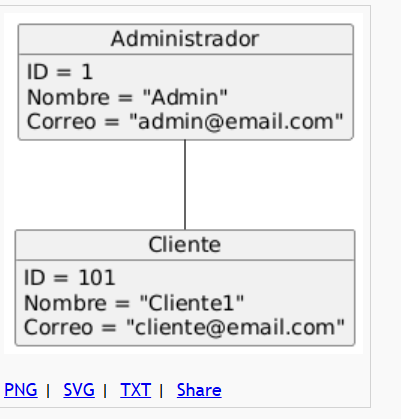 Administrador
ID = 1
Nombre = "Admin"
Correo = "admin@email.com"
Cliente
ID = 101
Nombre = "Cliente1"
Correo = "cliente@email.com"
PNG | SVG | TXT | Share